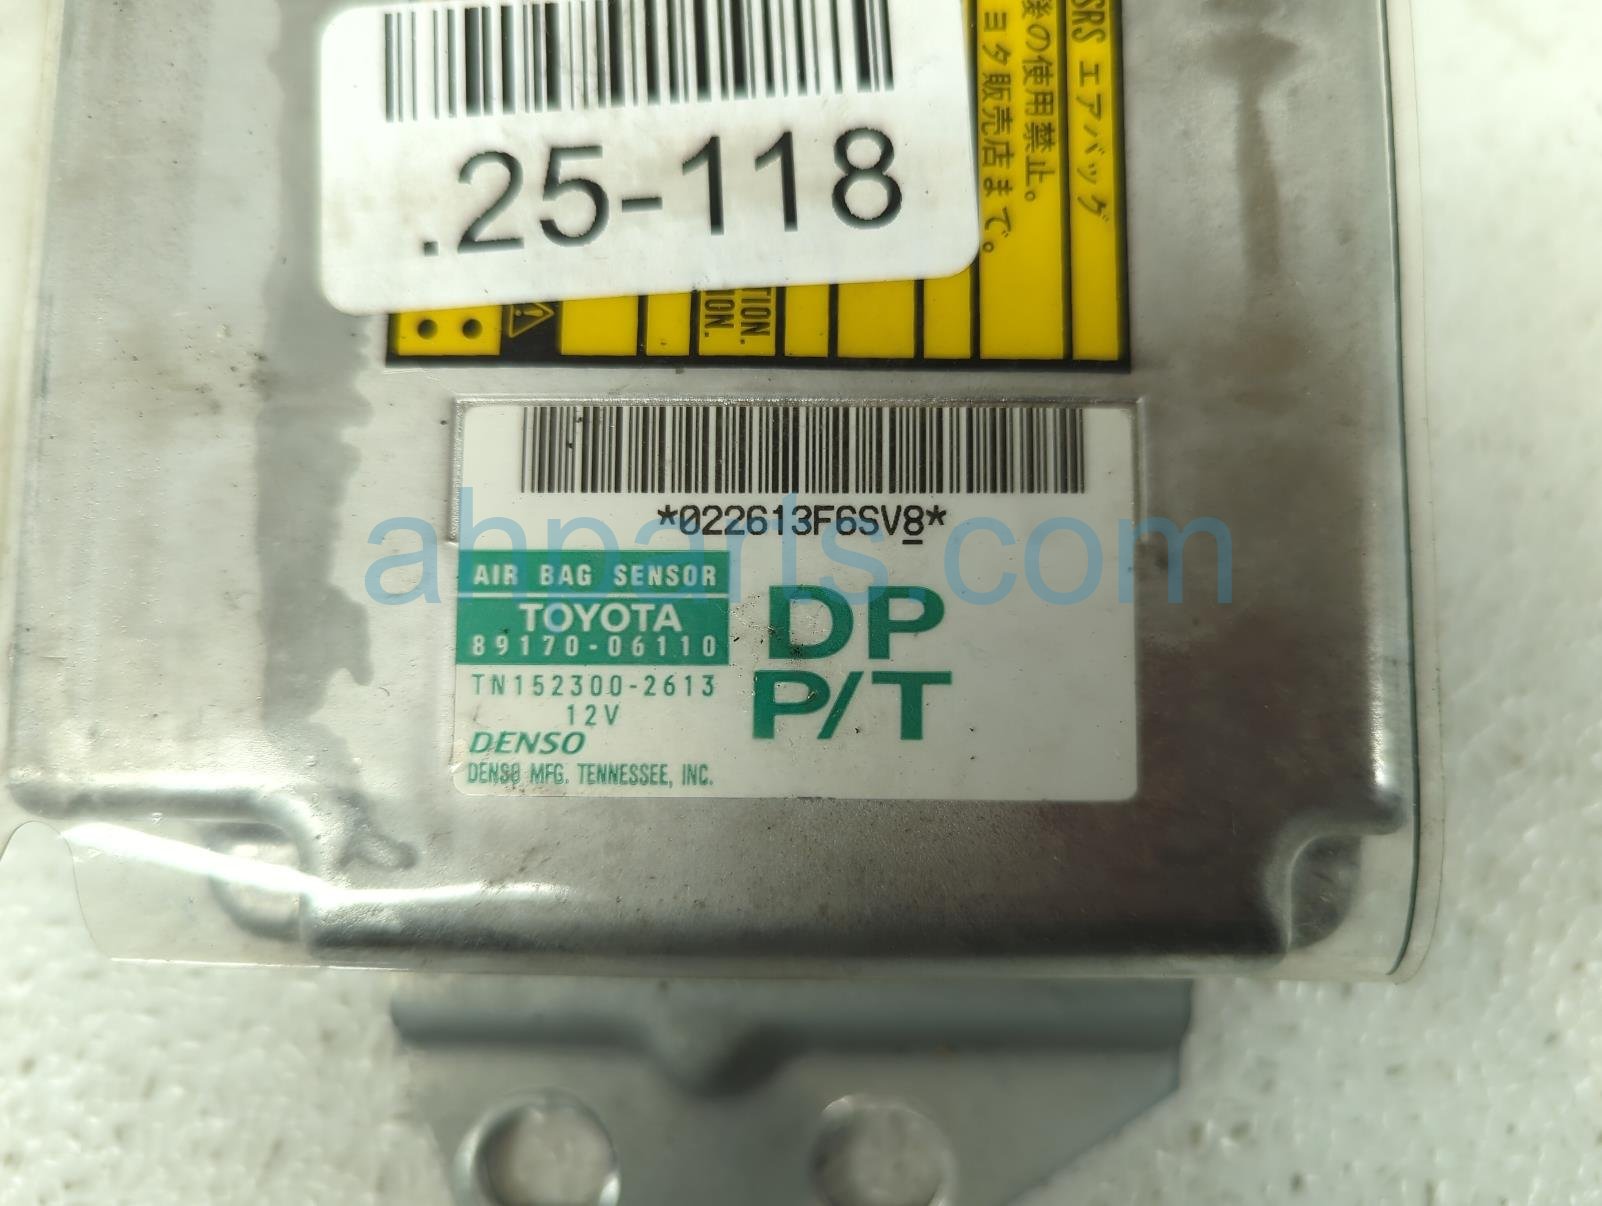 .25-118
SRS エアバッグ
後の使用禁止。
ヨタ販売店まで。
TION.
ION.
*022613F6SV8*
ahparts.com
AIR BAG SENSOR
TOYOTA
89170-06110
TN152300-2613
12V
DENSO
DENSO MFG. TENNESSEE, INC.
DP
P/T